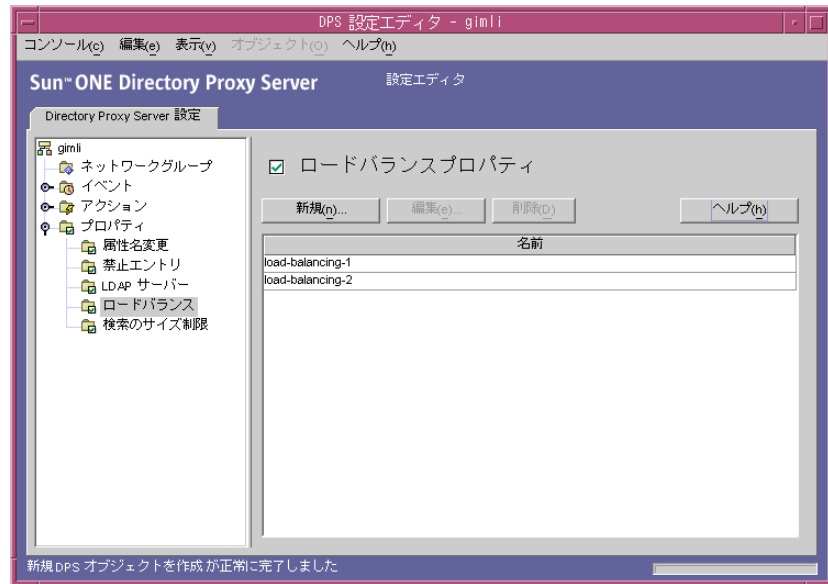 DPS 設定エディタ - gimli
コンソール(c) 編集(e) 表示(v) オブジェクト(O) ヘルプ(h)
Sun™ ONE Directory Proxy Server 設定エディタ
Directory Proxy Server 設定
gimli
ネットワークグループ
イベント
アクション
プロパティ
属性名変更
禁止エントリ
LDAP サーバー
ロードバランス
検索のサイズ制限
ロードバランスプロパティ
新規(n)... 編集(e)... 削除(D) ヘルプ(h)
名前
load-balancing-1
load-balancing-2
新規DPS オブジェクトを作成 が正常に完了しました